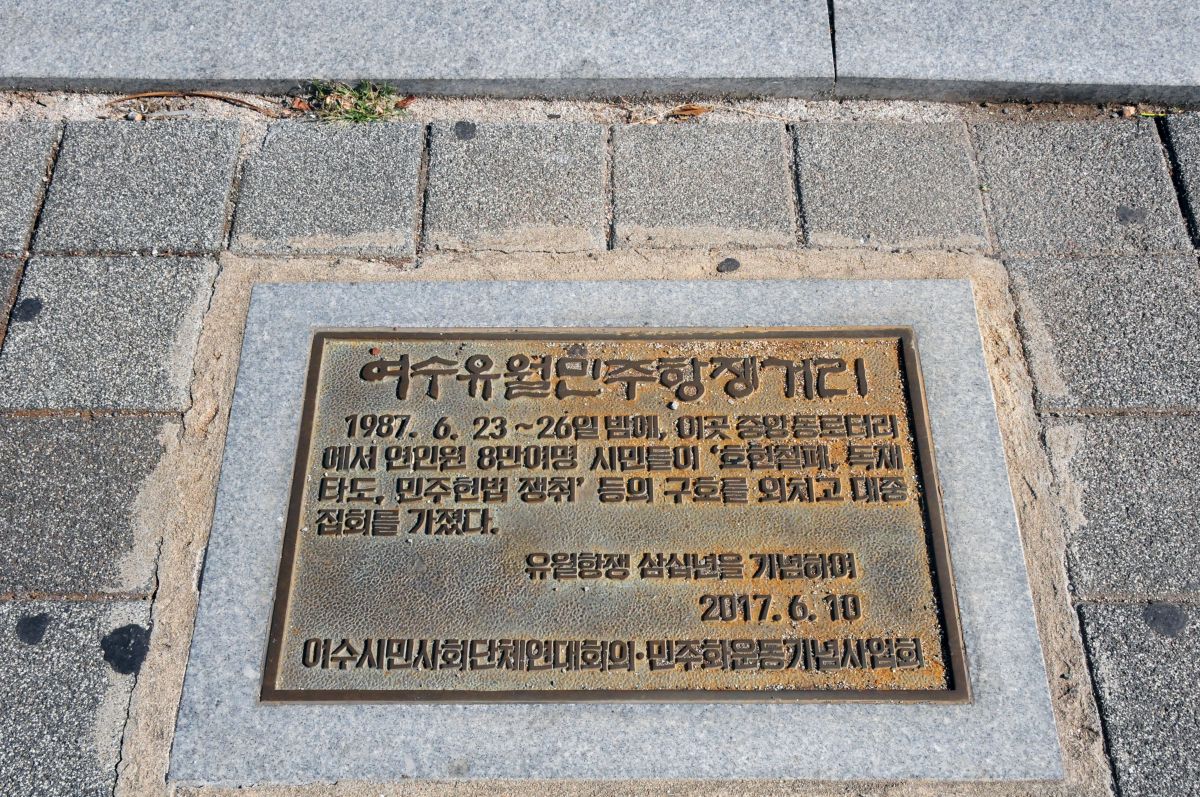 여수유월민주항쟁거리
1987. 6. 23 ~26일 밤에, 이곳 중앙동로터리
에서 연인원 8만여명 시민들이 '호헌철폐, 독재
타도, 민주헌법 쟁취' 등의 구호를 외치고 대중
집회를 가졌다.
유월항쟁 삼십년을 기념하여
2017. 6. 10
여수시민사회단체연대회의·민주화운동기념사업회